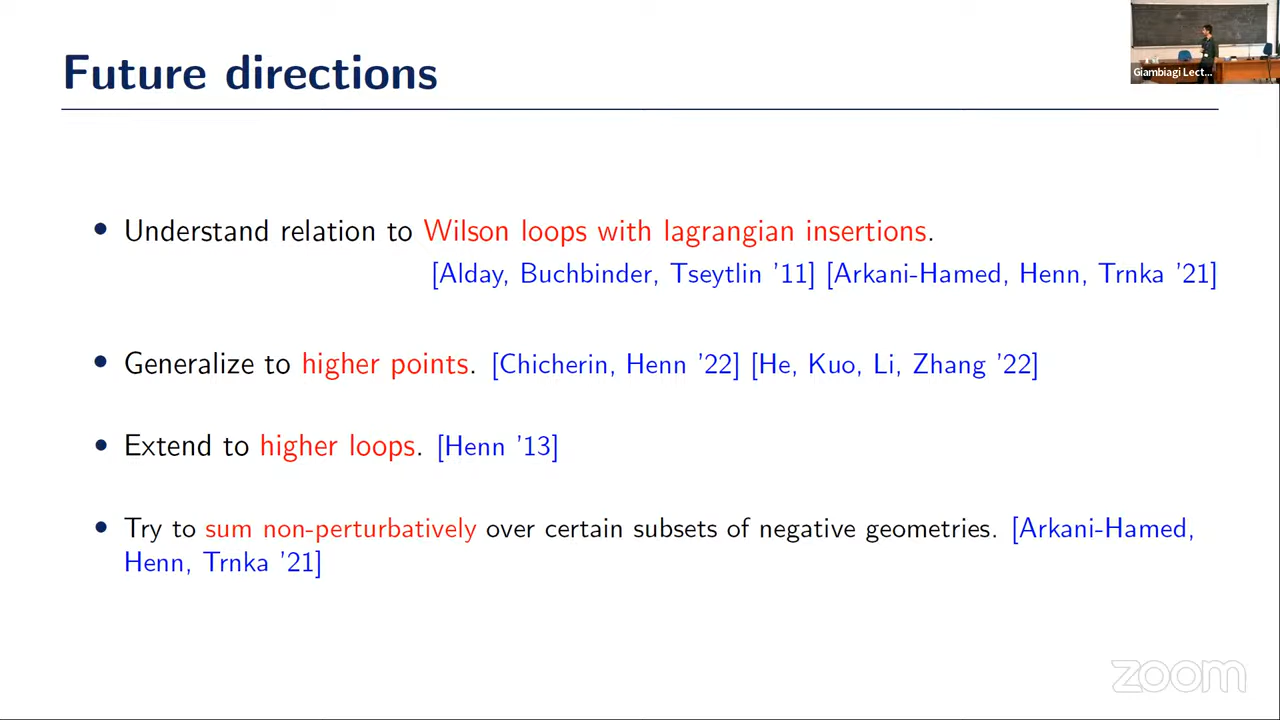 Future directions
Giambiagi Lect...
• Understand relation to Wilson loops with lagrangian insertions.
[Alday, Buchbinder, Tseytlin '11] [Arkani-Hamed, Henn, Trnka '21]
• Generalize to higher points. [Chicherin, Henn '22] [He, Kuo, Li, Zhang '22]
• Extend to higher loops. [Henn '13]
• Try to sum non-perturbatively over certain subsets of negative geometries. [Arkani-Hamed,
Henn, Trnka '21]
zoom